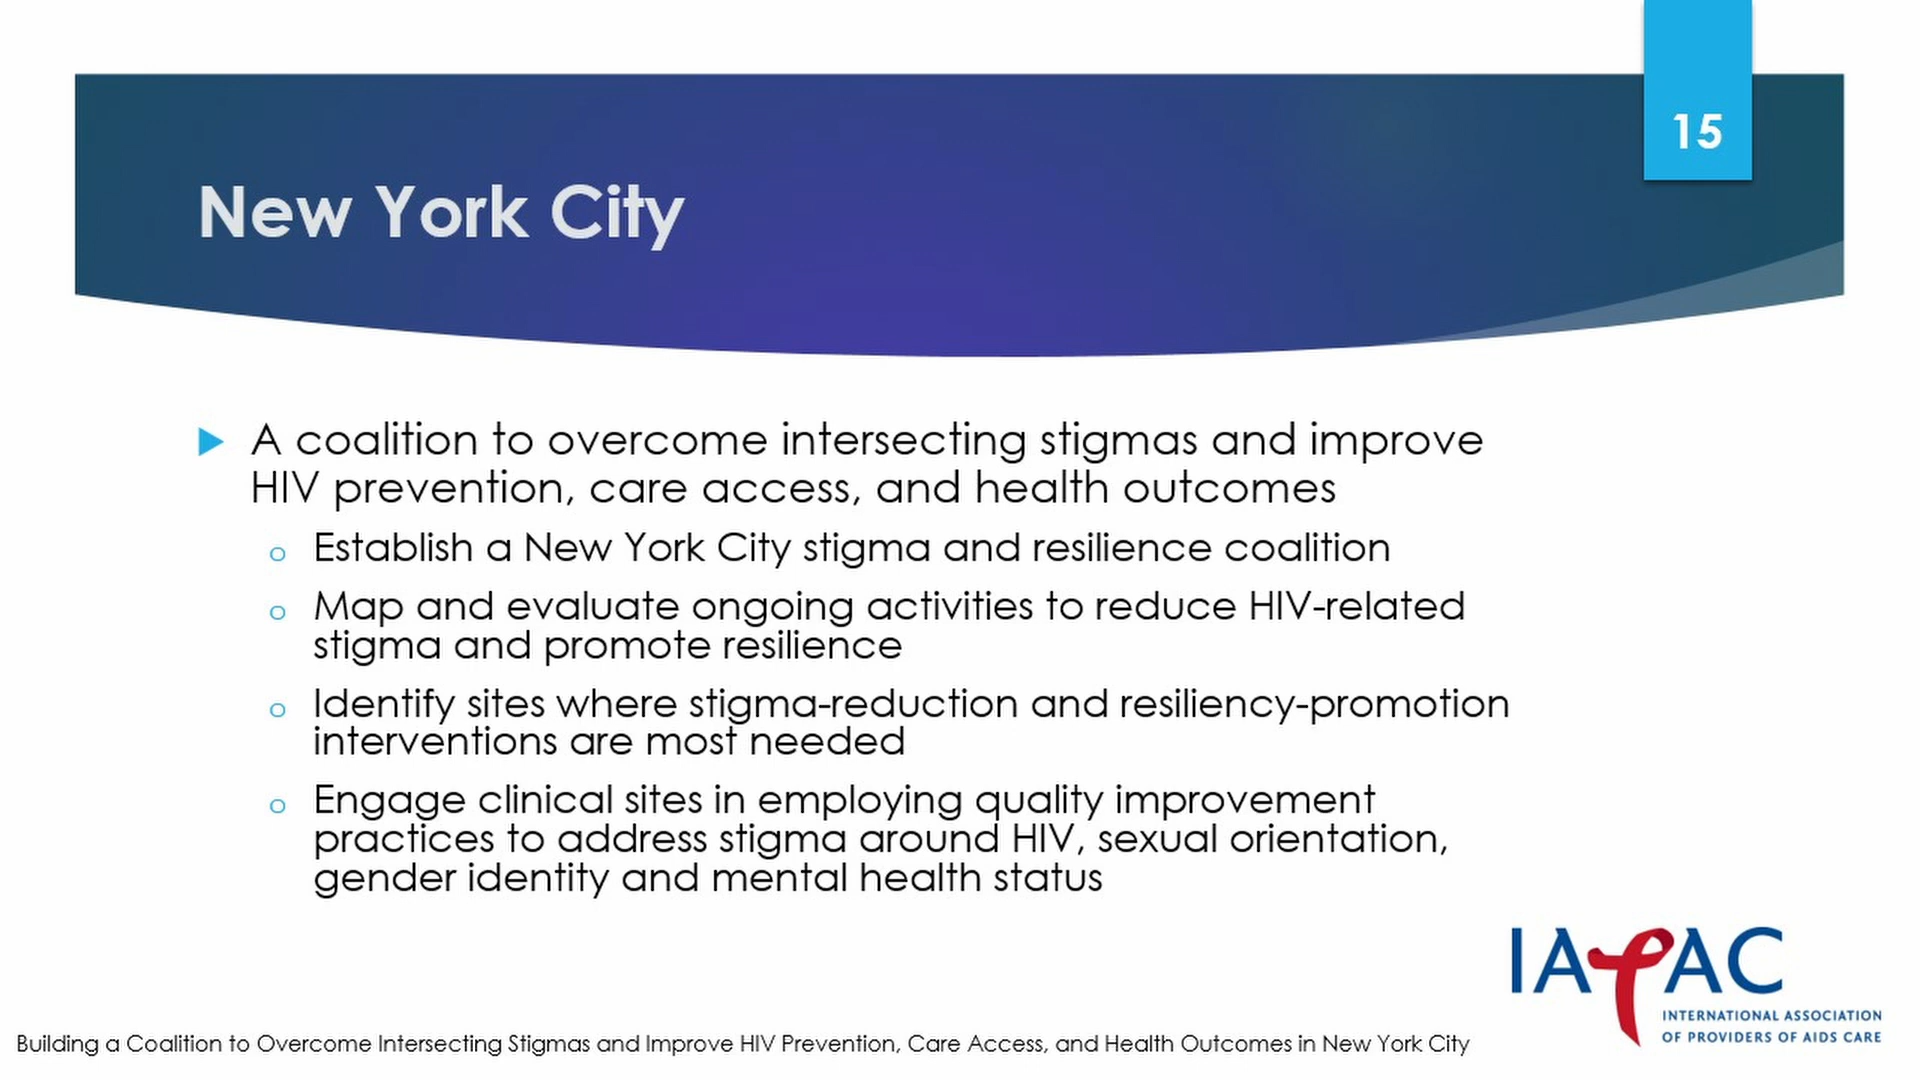 15
New York City
A coalition to overcome intersecting stigmas and improve
HIV prevention, care access, and health outcomes
o Establish a New York City stigma and resilience coalition
o Map and evaluate ongoing activities to reduce HIV-related
stigma and promote resilience
o Identify sites where stigma-reduction and resiliency-promotion
interventions are most needed
o Engage clinical sites in employing quality improvement
practices to address stigma around HIV, sexual orientation,
gender identity and mental health status
IAPAC
INTERNATIONAL ASSOCIATION
OF PROVIDERS OF AIDS CARE
Building a Coalition to Overcome Intersecting Stigmas and Improve HIV Prevention, Care Access, and Health Outcomes in New York City